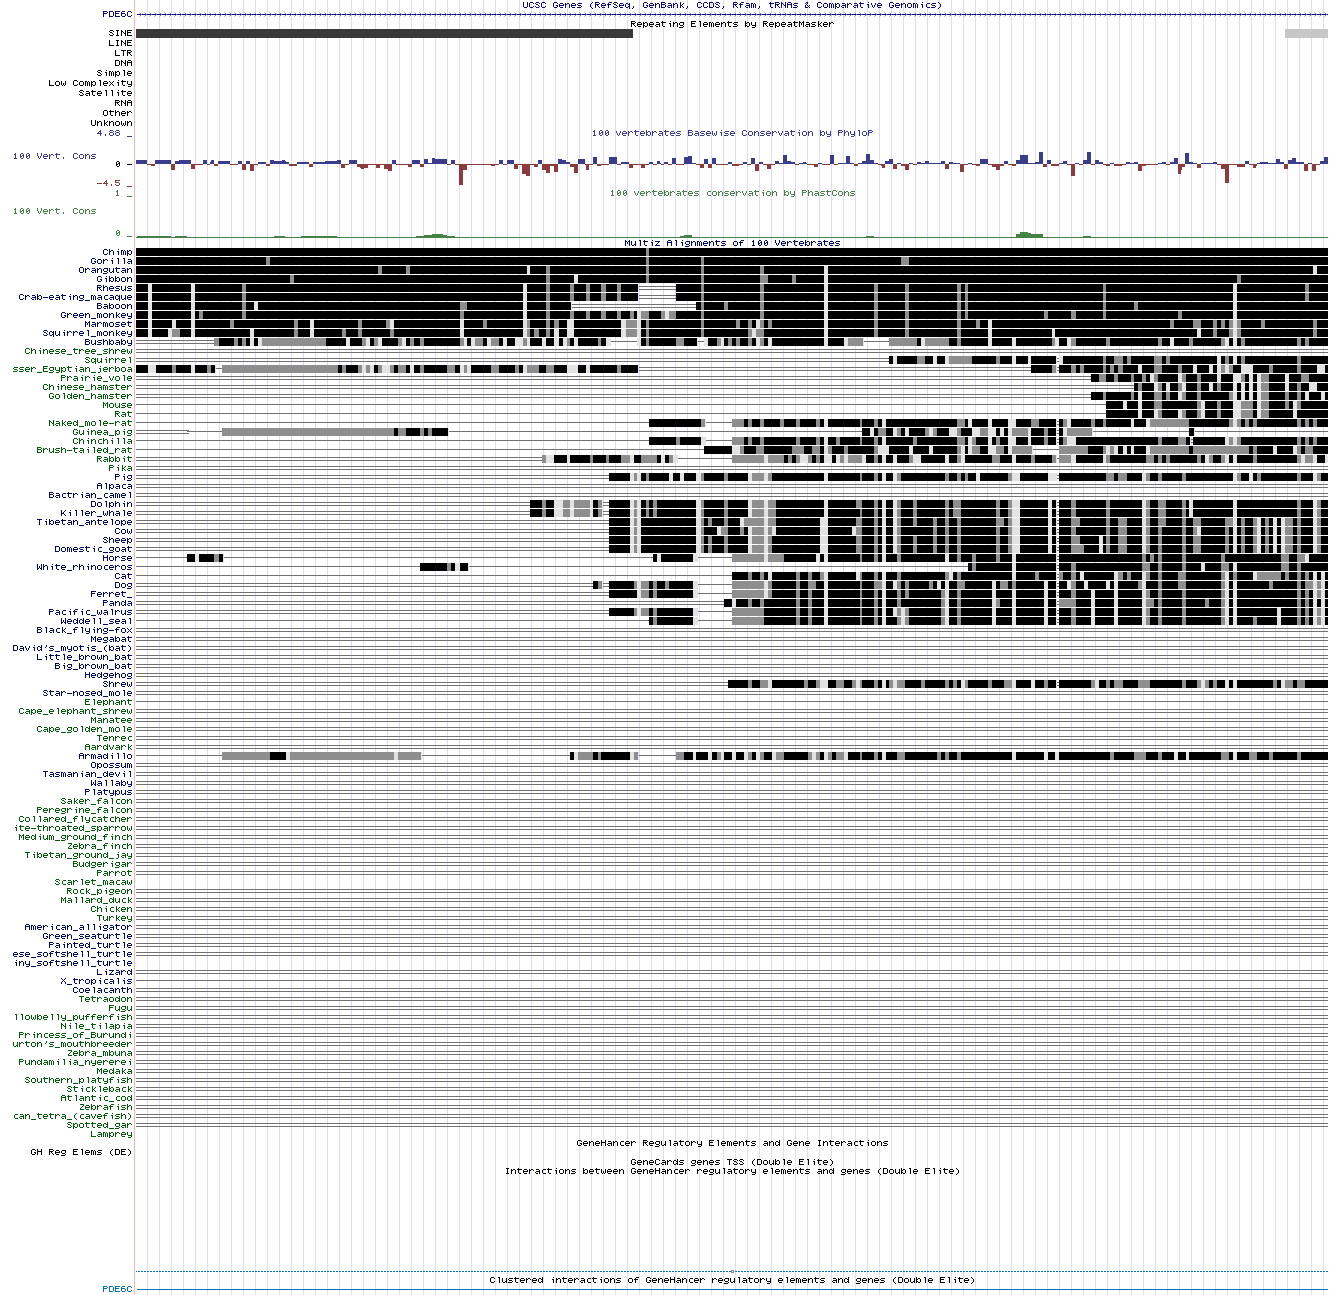 UCSC Genes (RefSeq, GenBank, CCDS, Rfam, tRNAs & Comparative Genomics)
PDE6C
Repeating Elements by RepeatMasker
SINE
LINE
LTR
DNA
Simple
Low Complexity
Satellite
RNA
Other
Unknown
4.88 _
100 vertebrates Basewise Conservation by PhyloP
100 Vert. Cons
0 _
-4.5 _
100 vertebrates conservation by PhastCons
1 _
100 Vert. Cons
0 _
Multiz Alignments of 100 Vertebrates
Chimp
Gorilla
Orangutan
Gibbon
Rhesus
Crab-eating_macaque
Baboon
Green_monkey
Marmoset
Squirrel_monkey
Bushbaby
Chinese_tree_shrew
Squirrel
sser_Egyptian_jerboa
Prairie_vole
Chinese_hamster
Golden_hamster
Mouse
Rat
Naked_mole-rat
Guinea_pig
Chinchilla
Brush-tailed_rat
Rabbit
Pika
Pig
Alpaca
Bactrian_camel
Dolphin
Killer_whale
Tibetan_antelope
Cow
Sheep
Domestic_goat
Horse
White_rhinoceros
Cat
Dog
Ferret_
Panda
Pacific_walrus
Weddell_seal
Black_flying-fox
Megabat
David's_myotis_(bat)
Little_brown_bat
Big_brown_bat
Hedgehog
Shrew
Star-nosed_mole
Elephant
Cape_elephant_shrew
Manatee
Cape_golden_mole
Tenrec
Aardvark
Armadillo
Opossum
Tasmanian_devil
Wallaby
Platypus
Saker_falcon
Peregrine_falcon
Collared_flycatcher
ite-throated_sparrow
Medium_ground_finch
Zebra_finch
Tibetan_ground_jay
Budgerigar
Parrot
Scarlet_macaw
Rock_pigeon
Mallard_duck
Chicken
Turkey
American_alligator
Green_seaturtle
Painted_turtle
ese_softshell_turtle
iny_softshell_turtle
Lizard
X_tropicalis
Coelacanth
Tetraodon
Fugu
llowbelly_pufferfish
Nile_tilapia
Princess_of_Burundi
urton's_mouthbreeder
Zebra_mbuna
Pundamilia_nyererei
Medaka
Southern_platyfish
Stickleback
Atlantic_cod
Zebrafish
can_tetra_(cavefish)
Spotted_gar
Lamprey
GeneHancer Regulatory Elements and Gene Interactions
GH Reg Elems (DE)
GeneCards genes TSS (Double Elite)
Interactions between GeneHancer regulatory elements and genes (Double Elite)
Clustered interactions of GeneHancer regulatory elements and genes (Double Elite)
PDE6C